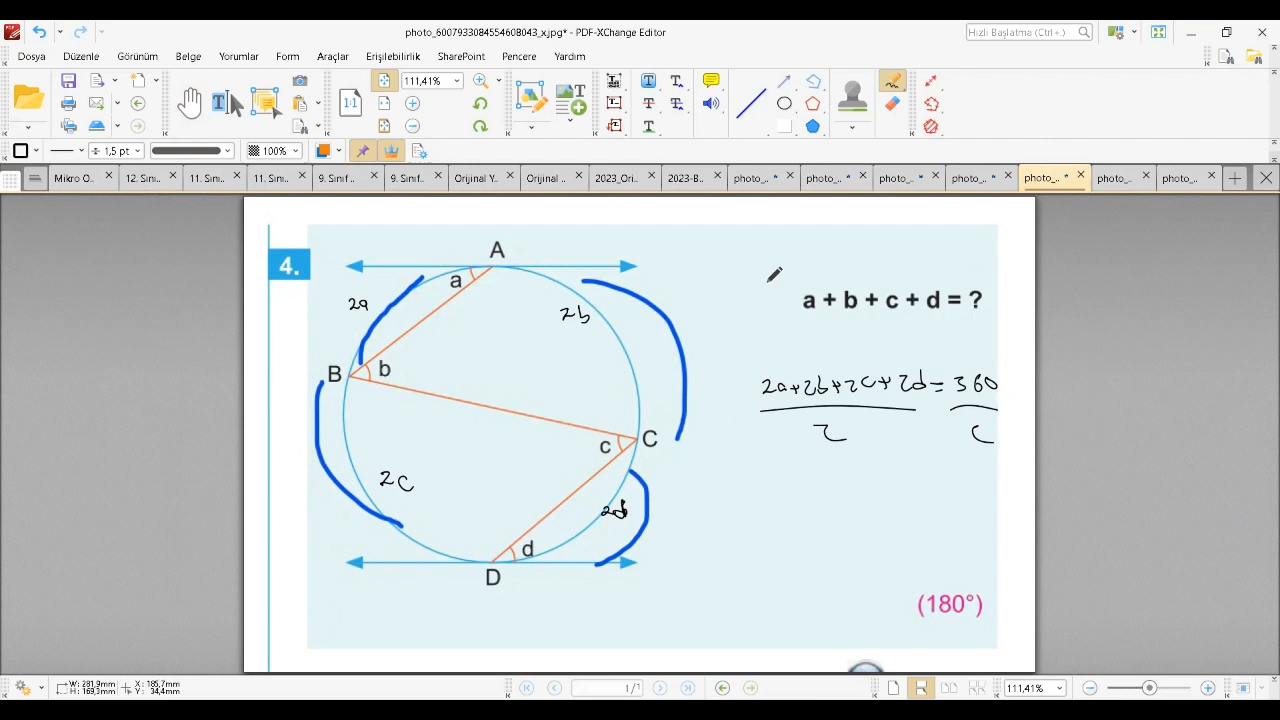 photo_6007933084554608043_x.jpg* - PDF-XChange Editor
Hızlı Başlatma (Ctrl+.)
Dosya Düzenle Görünüm Belge Yorumlar Form Araçlar Erişilebilirlik SharePoint Pencere Yardım
111,41%
1,5 pt 100%
Mikro O.. 12. Sını.. 11. Sını.. 11. Sını.. 9. Sınıf.. 9. Sınıf.. Orijinal Y.. Orijinal .. 2023_Ori.. 2023-B.. photo_.. * photo_.. * photo_.. * photo_.. * photo_.. * photo_.. photo_..
4.
A
a
2a
2b
a + b + c + d = ?
B
b
2a+2b+2c+2d = 360
2 2
C
c
2c
2d
d
D
(180°)
W: 281,9mm
H: 169,3mm
X: 185,7mm
Y: 34,4mm
1/1
111,41%